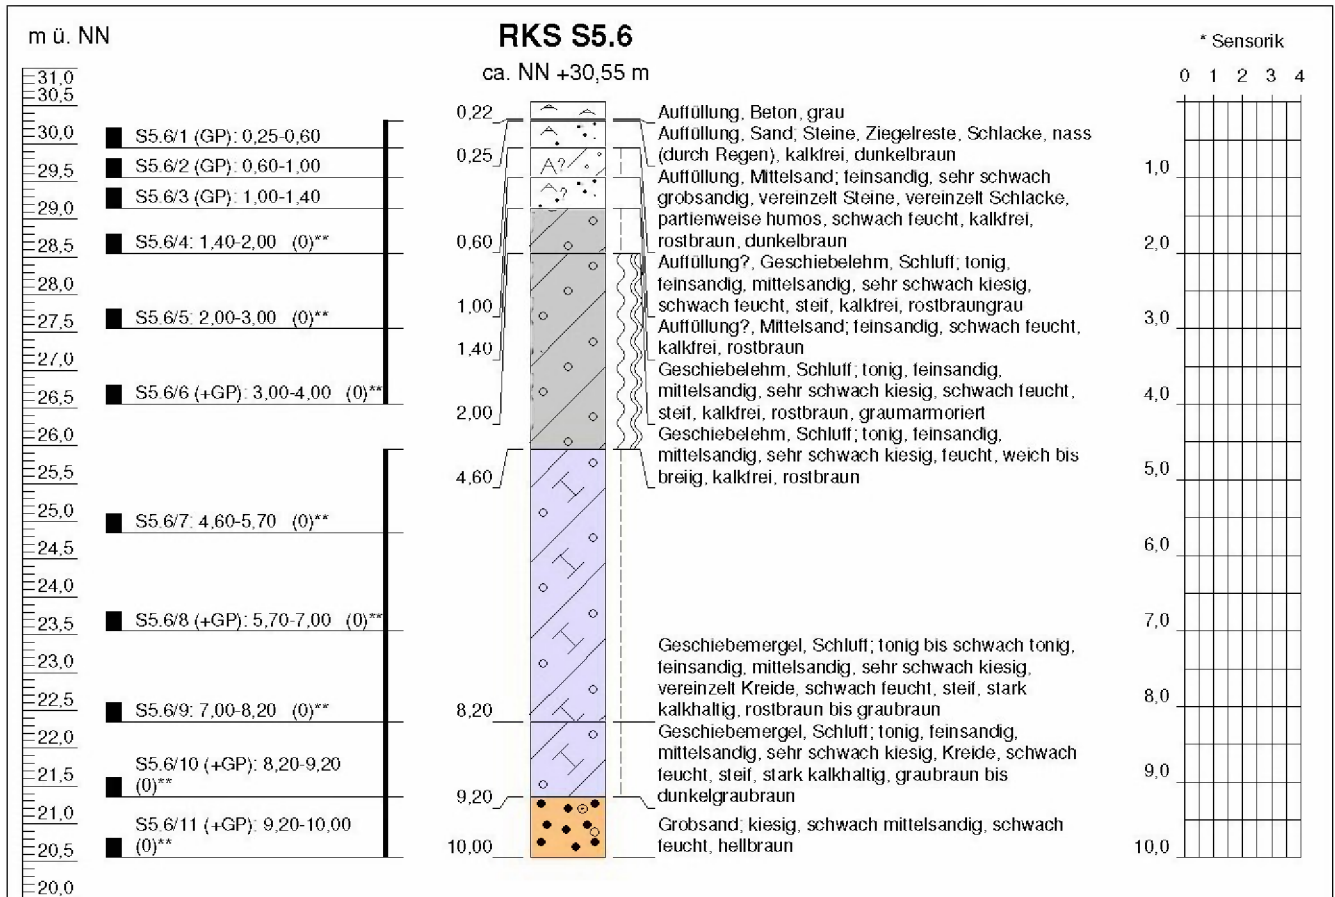 m ü. NN
RKS S5.6
ca. NN +30,55 m
* Sensorik
0 1 2 3 4
31,0
30,5
30,0
29,5
29,0
28,5
28,0
27,5
27,0
26,5
26,0
25,5
25,0
24,5
24,0
23,5
23,0
22,5
22,0
21,5
21,0
20,5
20,0
S5.6/1 (GP): 0,25-0,60
S5.6/2 (GP): 0,60-1,00
S5.6/3 (GP): 1,00-1,40
S5.6/4: 1,40-2,00 (0)**
S5.6/5: 2,00-3,00 (0)**
S5.6/6 (+GP): 3,00-4,00 (0)**
S5.6/7: 4,60-5,70 (0)**
S5.6/8 (+GP): 5,70-7,00 (0)**
S5.6/9: 7,00-8,20 (0)**
S5.6/10 (+GP): 8,20-9,20
(0)**
S5.6/11 (+GP): 9,20-10,00
(0)**
0,22
0,25
0,60
1,00
1,40
2,00
4,60
8,20
9,20
10,00
A?
A?
Auffüllung, Beton, grau
Auffüllung, Sand; Steine, Ziegelreste, Schlacke, nass
(durch Regen), kalkfrei, dunkelbraun
Auffüllung, Mittelsand; feinsandig, sehr schwach
grobsandig, vereinzelt Steine, vereinzelt Schlacke,
partienweise humos, schwach feucht, kalkfrei,
rostbraun, dunkelbraun
Auffüllung?, Geschiebelehm, Schluff; tonig,
feinsandig, mittelsandig, sehr schwach kiesig,
schwach feucht, steif, kalkfrei, rostbraungrau
Auffüllung?, Mittelsand; feinsandig, schwach feucht,
kalkfrei, rostbraun
Geschiebelehm, Schluff; tonig, feinsandig,
mittelsandig, sehr schwach kiesig, schwach feucht,
steif, kalkfrei, rostbraun, graumarmoriert
Geschiebelehm, Schluff; tonig, feinsandig,
mittelsandig, sehr schwach kiesig, feucht, weich bis
breiig, kalkfrei, rostbraun
Geschiebemergel, Schluff; tonig bis schwach tonig,
feinsandig, mittelsandig, sehr schwach kiesig,
vereinzelt Kreide, schwach feucht, steif, stark
kalkhaltig, rostbraun bis graubraun
Geschiebemergel, Schluff; tonig, feinsandig,
mittelsandig, sehr schwach kiesig, Kreide, schwach
feucht, steif, stark kalkhaltig, graubraun bis
dunkelgraubraun
Grobsand; kiesig, schwach mittelsandig, schwach
feucht, hellbraun
1,0
2,0
3,0
4,0
5,0
6,0
7,0
8,0
9,0
10,0